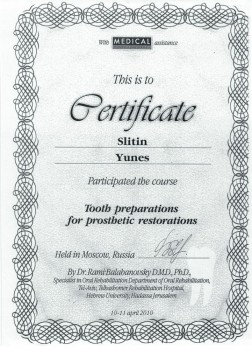 With MEDICAL assistance
This is to
Certificate
Slitin
Yunes
Participated the course
Tooth preparations
for prosthetic restorations
Held in Moscow, Russia
By Dr. Rami Balabanovsky D.M.D., Ph.D.,
Specialist in Oral Rehabilitation Department of Oral Rehabilitation,
Tel-Aviv, Telhashomer Rehabilitation Hospital,
Hebrew University, Hadassa Jerusalem
10-11 april 2010